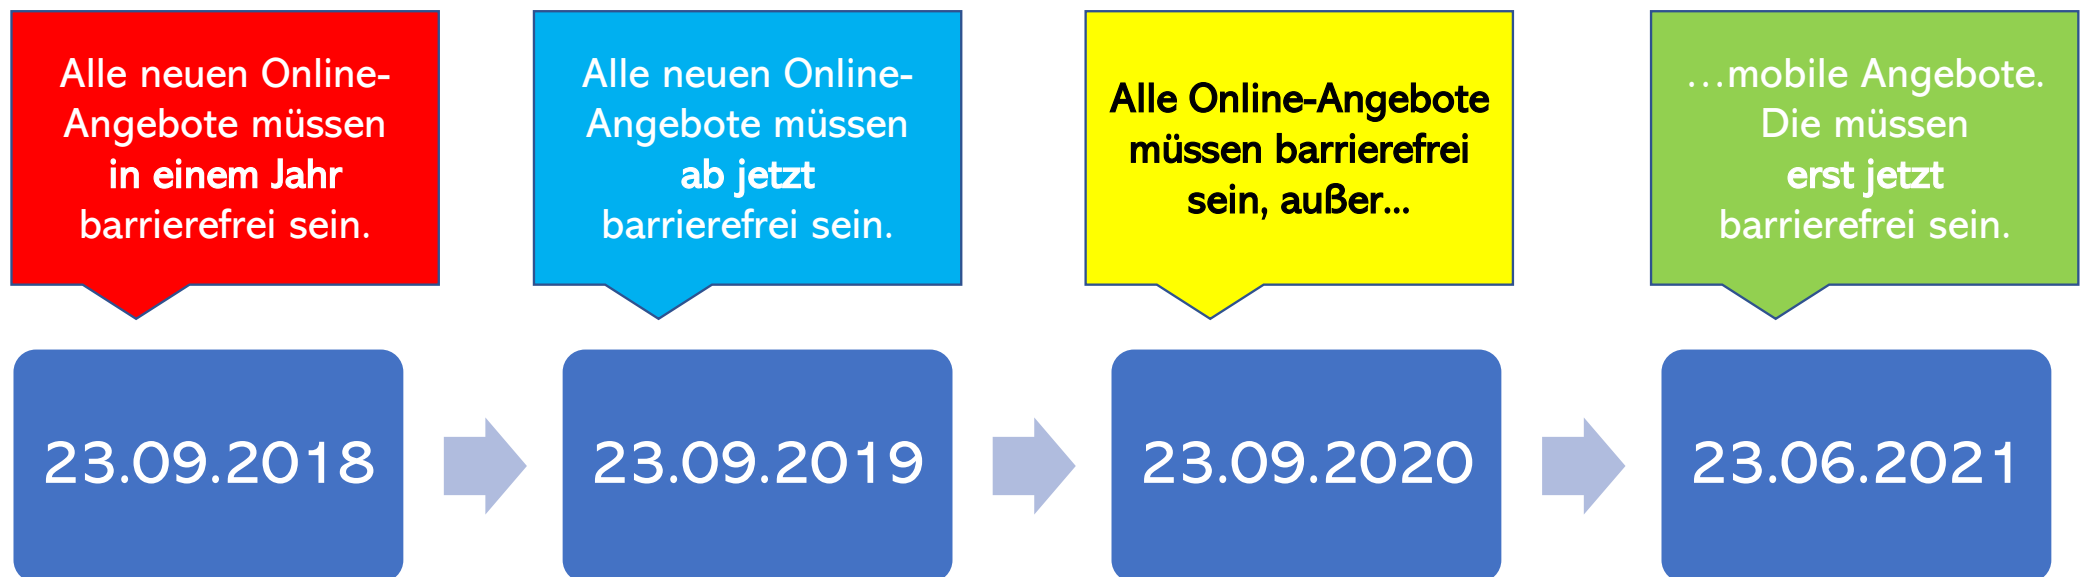 Alle neuen Online-
Angebote müssen
in einem Jahr
barrierefrei sein.
Alle neuen Online-
Angebote müssen
ab jetzt
barrierefrei sein.
Alle Online-Angebote
müssen barrierefrei
sein, außer...
...mobile Angebote.
Die müssen
erst jetzt
barrierefrei sein.
23.09.2018
23.09.2019
23.09.2020
23.06.2021